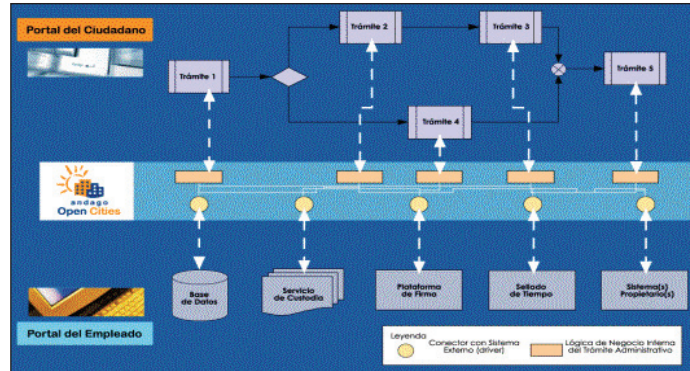 Portal del Ciudadano
Trámite 1
Trámite 2
Trámite 3
Trámite 4
Trámite 5
andago
Open Cities
Base
de Datos
Servicio
de Custodia
Plataforma
de Firma
Sellado
de Tiempo
Sistema(s)
Propietario(s)
Portal del Empleado
Leyenda
Conector con Sistema
Externo (driver)
Lógica de Negocio Interna
del Trámite Administrativo